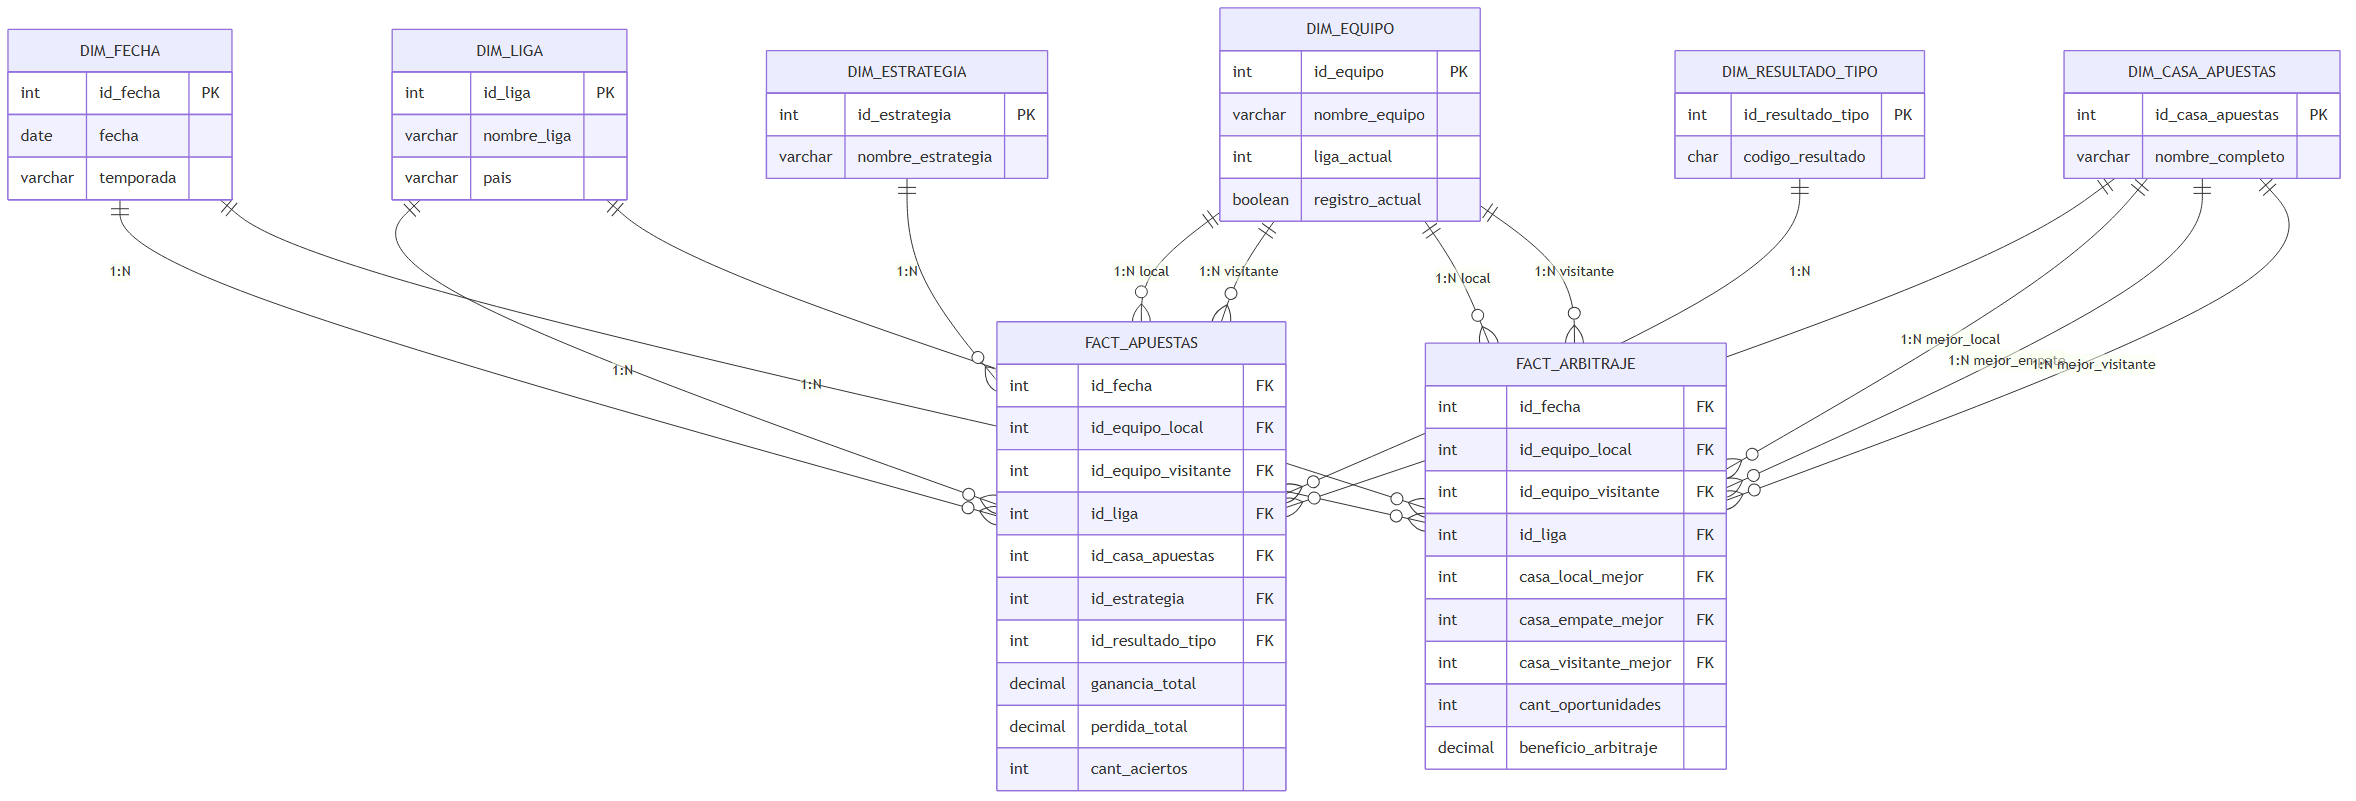 DIM_FECHA
int id_fecha PK
date fecha
varchar temporada
DIM_LIGA
int id_liga PK
varchar nombre_liga
varchar pais
DIM_ESTRATEGIA
int id_estrategia PK
varchar nombre_estrategia
DIM_EQUIPO
int id_equipo PK
varchar nombre_equipo
int liga_actual
boolean registro_actual
DIM_RESULTADO_TIPO
int id_resultado_tipo PK
char codigo_resultado
DIM_CASA_APUESTAS
int id_casa_apuestas PK
varchar nombre_completo
1:N
1:N
1:N local
1:N visitante
1:N local
1:N visitante
1:N
1:N mejor_local
1:N mejor_empate
1:N mejor_visitante
1:N
1:N
FACT_APUESTAS
int id_fecha FK
int id_equipo_local FK
int id_equipo_visitante FK
int id_liga FK
int id_casa_apuestas FK
int id_estrategia FK
int id_resultado_tipo FK
decimal ganancia_total
decimal perdida_total
int cant_aciertos
FACT_ARBITRAJE
int id_fecha FK
int id_equipo_local FK
int id_equipo_visitante FK
int id_liga FK
int casa_local_mejor FK
int casa_empate_mejor FK
int casa_visitante_mejor FK
int cant_oportunidades
decimal beneficio_arbitraje